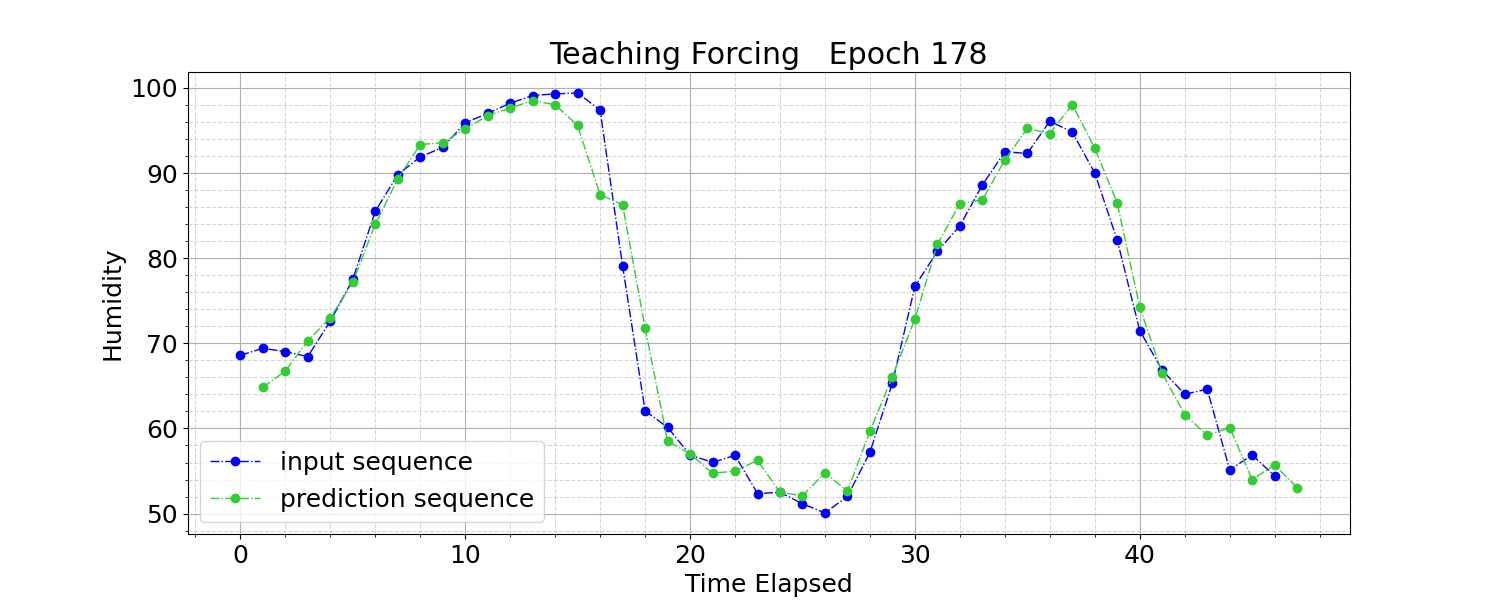 Teaching Forcing   Epoch 178
100
90
80
70
60
50
Humidity
input sequence
prediction sequence
0 10 20 30 40
Time Elapsed